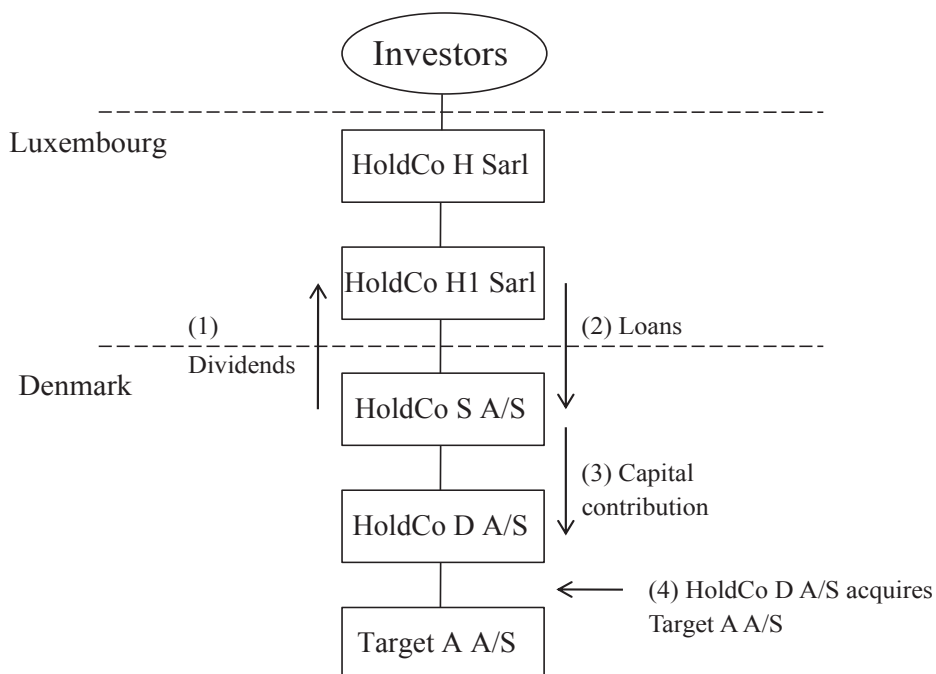 Investors
Luxembourg
HoldCo H Sarl
HoldCo H1 Sarl
(1)
Dividends
(2) Loans
Denmark
HoldCo S A/S
(3) Capital
contribution
HoldCo D A/S
(4) HoldCo D A/S acquires
Target A A/S
Target A A/S